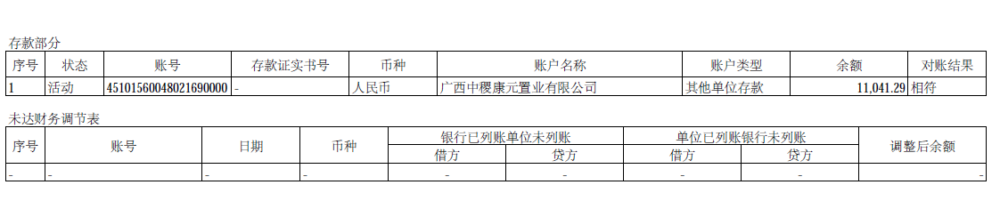 存款部分
序号 状态 账号 存款证实书号 币种 账户名称 账户类型 余额 对账结果
1 活动 45101560048021690000 - 人民币 广西中稷康元置业有限公司 其他单位存款 11,041.29 相符
未达财务调节表
序号 账号 日期 币种 银行已列账单位未列账 单位已列账银行未列账 调整后余额
借方 贷方 借方 贷方
- - - - - - - - -